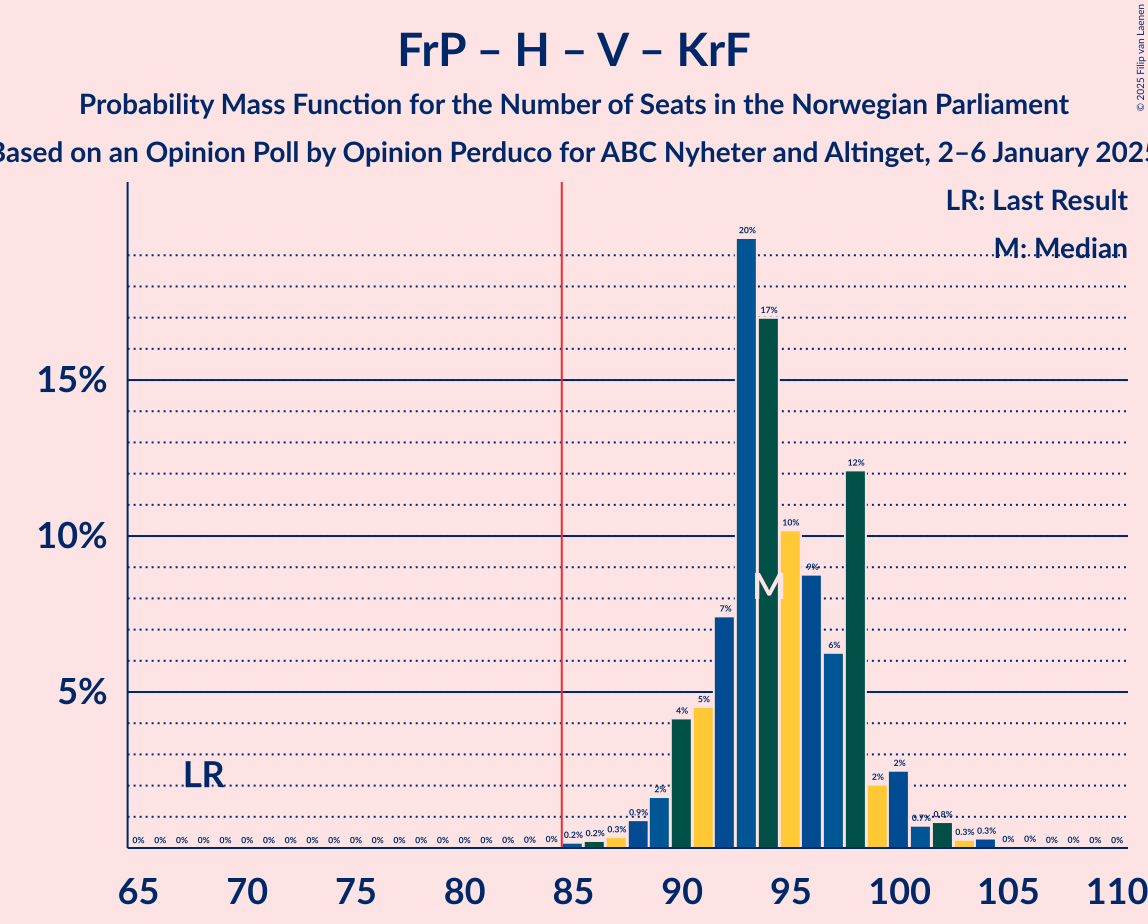 FrP – H – V – KrF
© 2025 Filip van Laenen
Probability Mass Function for the Number of Seats in the Norwegian Parliament
Based on an Opinion Poll by Opinion Perduco for ABC Nyheter and Altinget, 2–6 January 2025
LR: Last Result
M: Median
20%
17%
15%
12%
10%
10%
9%
M
7%
6%
5%
5%
4%
LR
2%
2%
2%
0.9%
0.7%
0.8%
0% 0% 0% 0% 0% 0% 0% 0% 0% 0% 0% 0% 0% 0% 0% 0% 0% 0% 0% 0% 0.2% 0.2% 0.3% 0.3% 0.3% 0% 0% 0% 0% 0% 0%
65 70 75 80 85 90 95 100 105 110